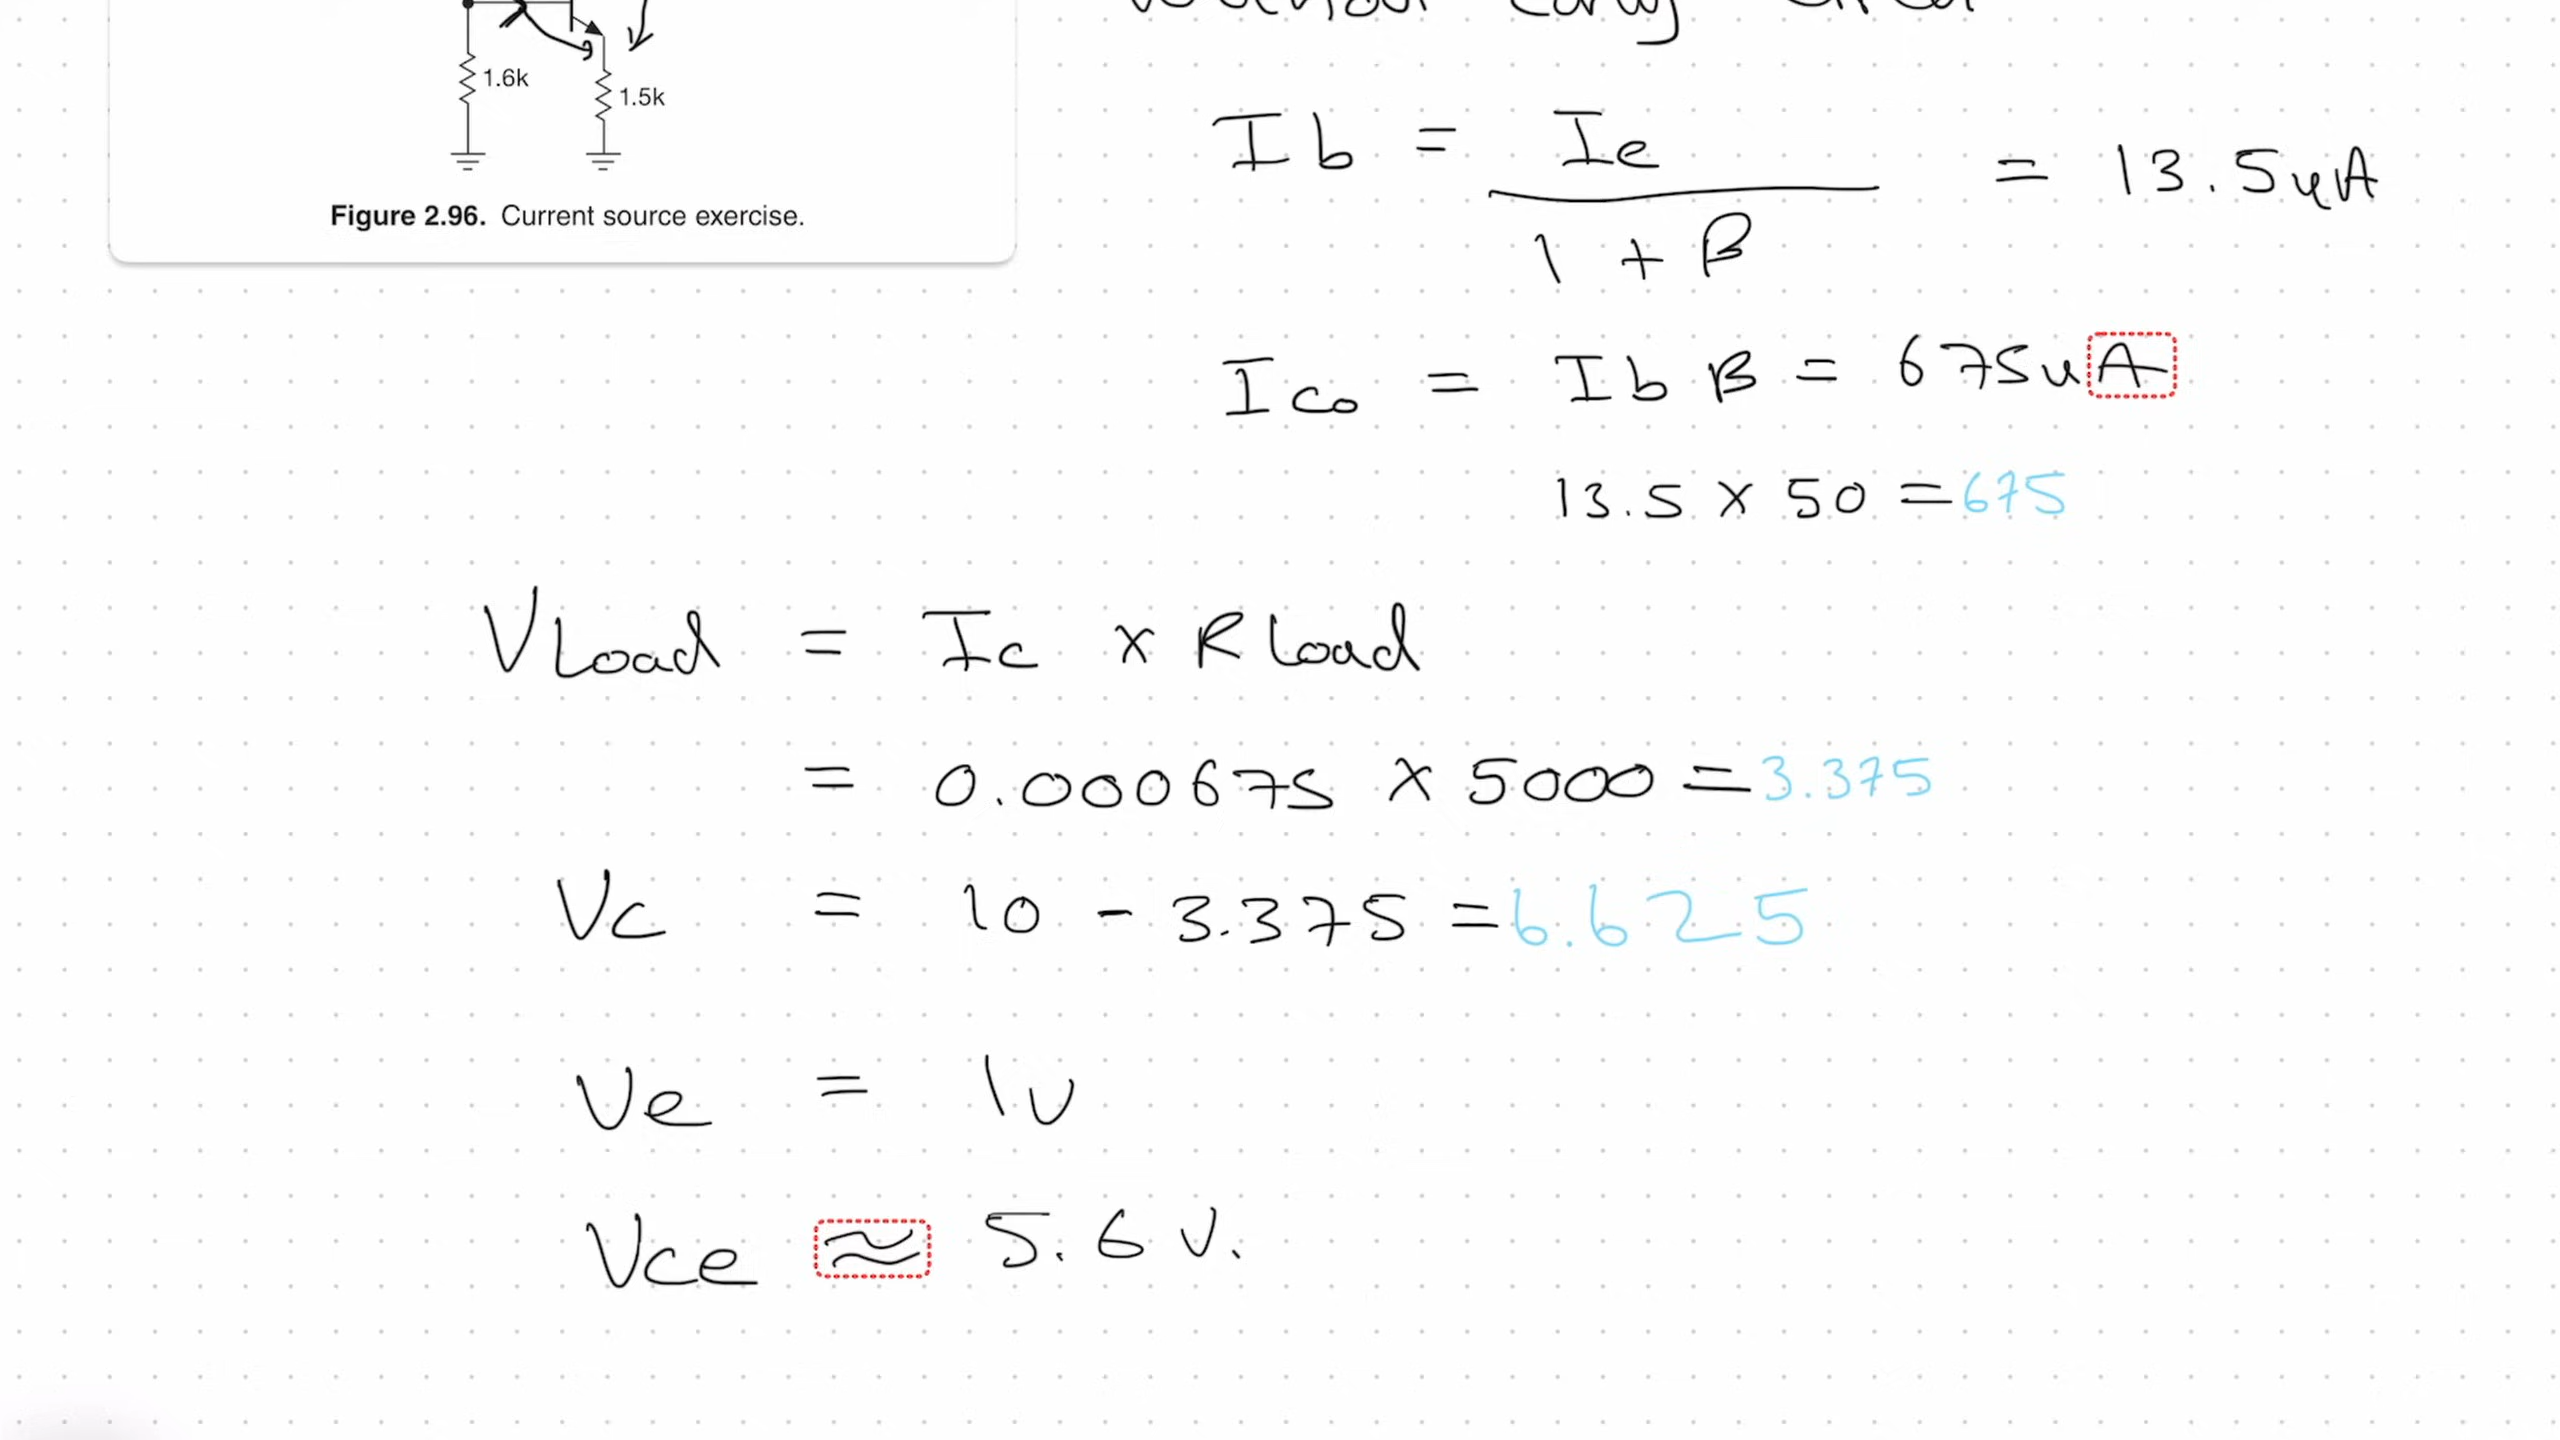 1.6k
1.5k
Figure 2.96. Current source exercise.
Ib = Ie / 1 + β = 13.5uA
Ico = Ib β = 675uA
13.5 × 50 = 675
VLoad = Ic × RLoad
= 0.000675 × 5000 = 3.375
Vc = 10 - 3.375 = 6.625
Ve = 1v
Vce ≈ 5.6 v.